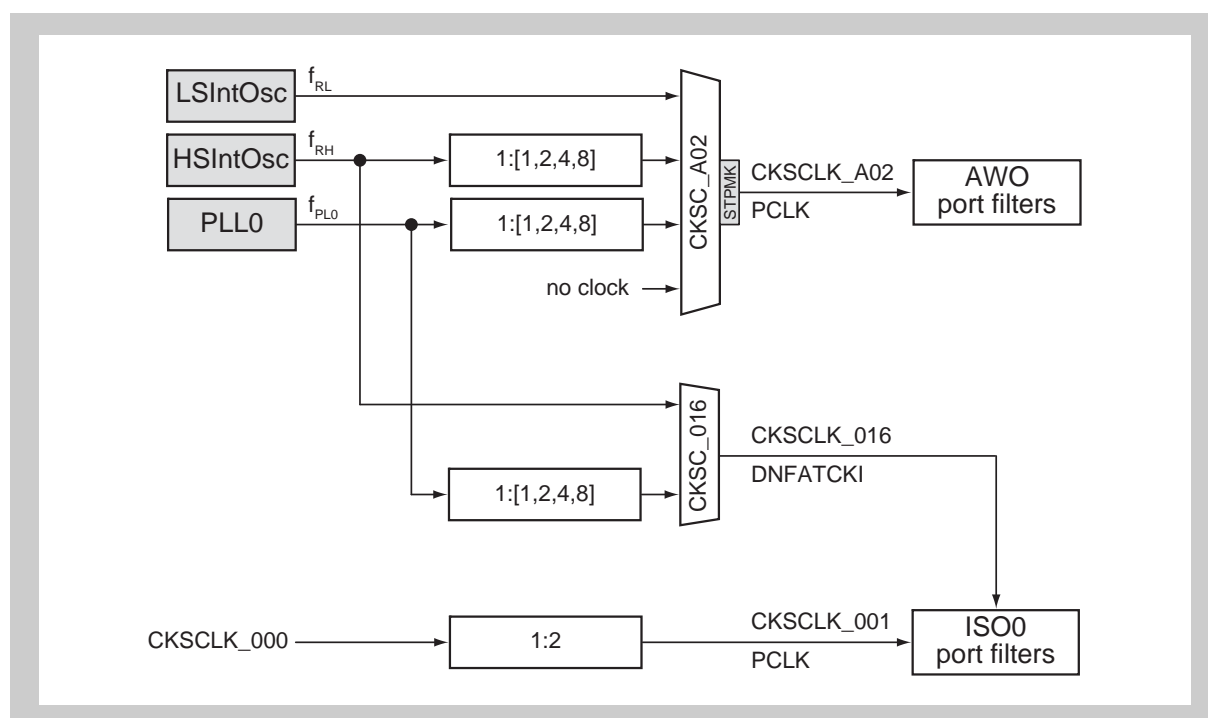 LSIntOsc
fRL
HSIntOsc
fRH
1:[1,2,4,8]
PLL0
fPL0
1:[1,2,4,8]
no clock
CKSC_A02
STPMK
CKSCLK_A02
PCLK
AWO
port filters
1:[1,2,4,8]
CKSC_016
CKSCLK_016
DNFATCKI
CKSCLK_000
1:2
CKSCLK_001
PCLK
ISO0
port filters